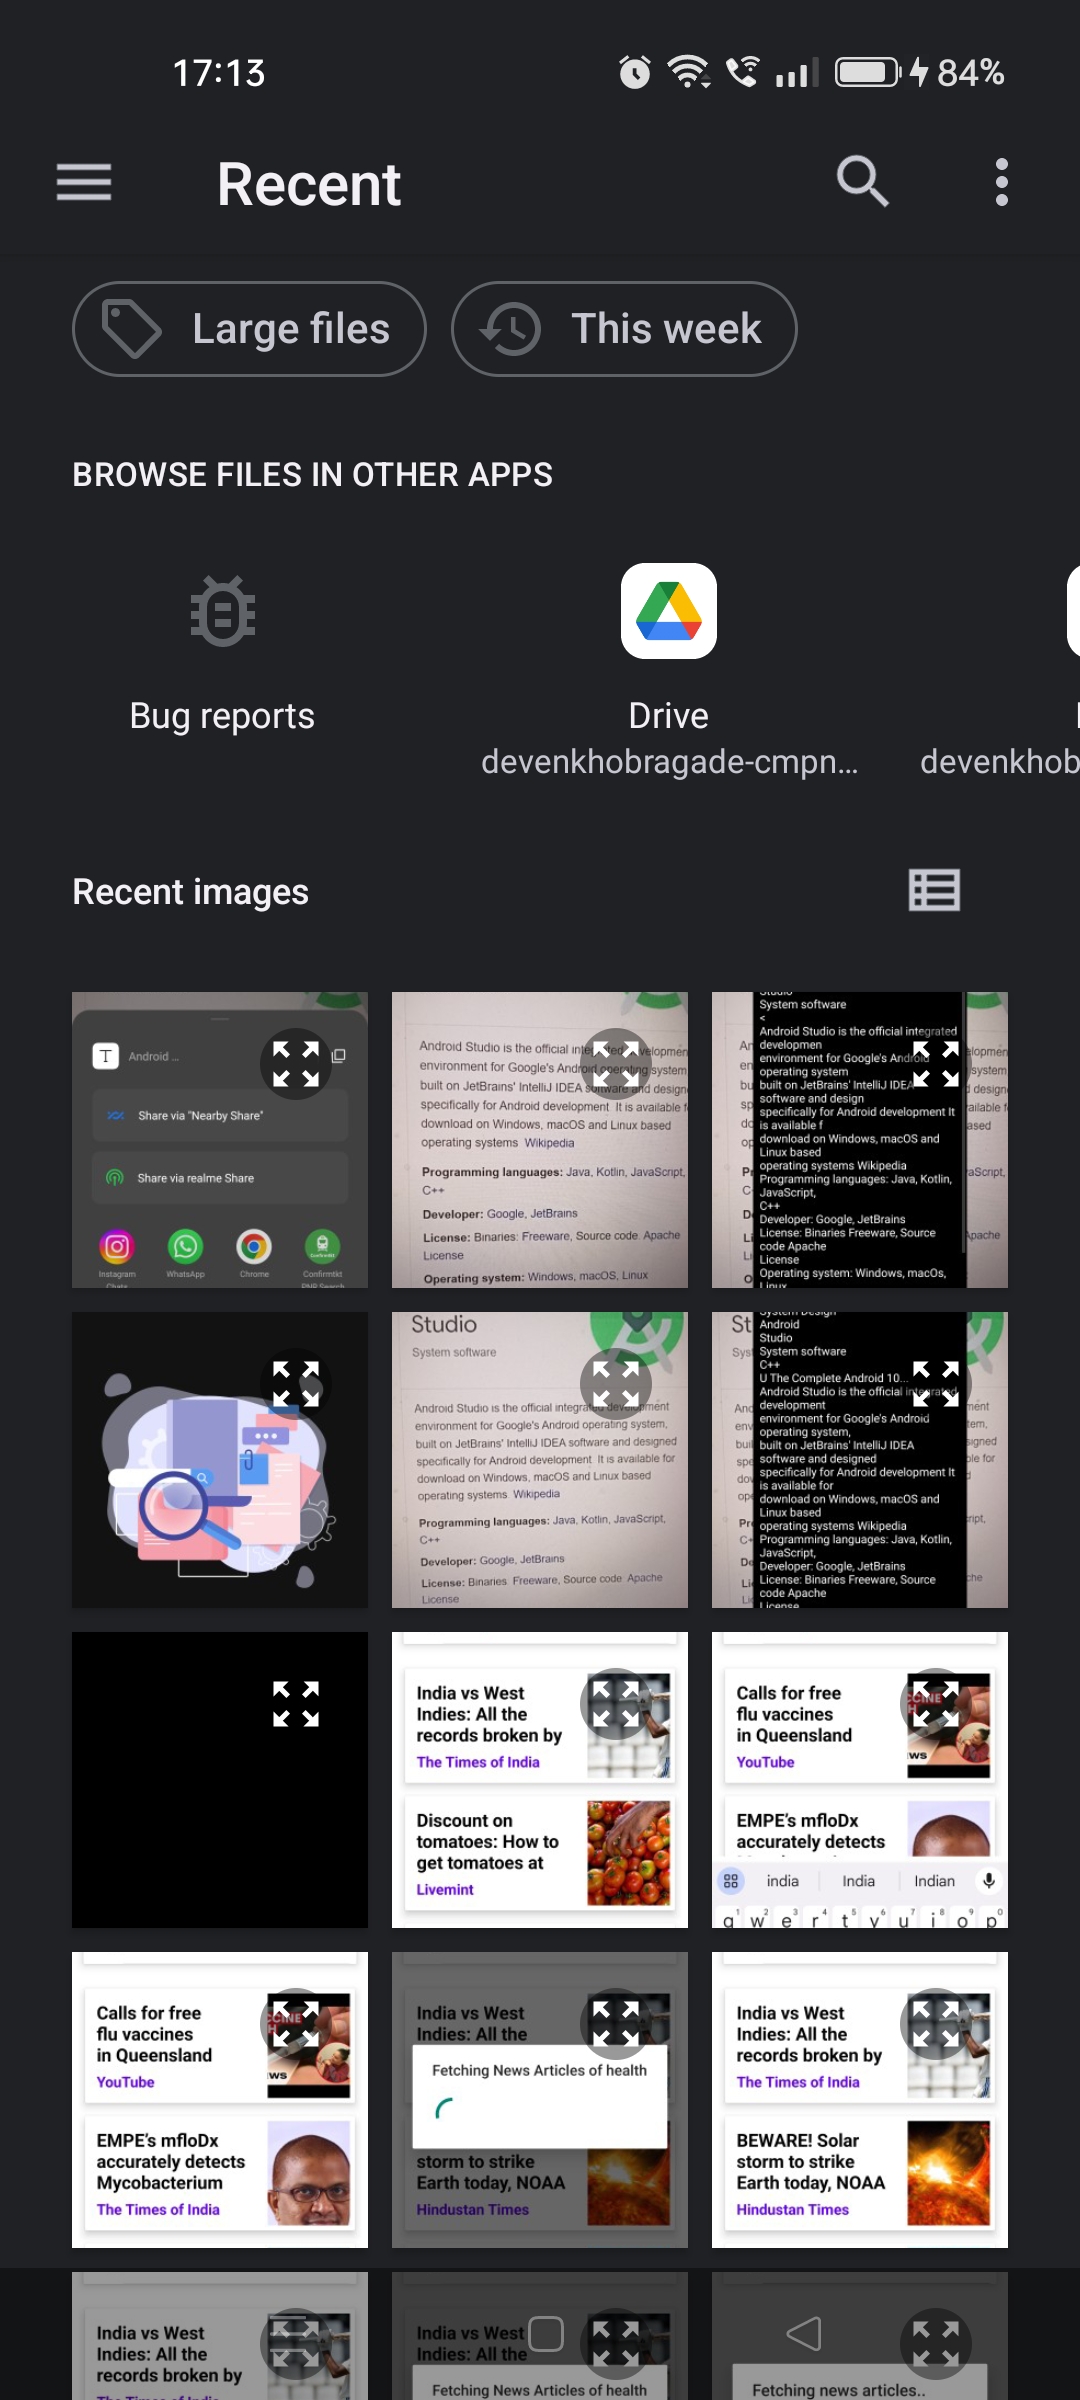 17:13
84%
Recent
Large files
This week
BROWSE FILES IN OTHER APPS
Bug reports
Drive
devenkhobragade-cmpn...
devenkhob
Recent images
T Android ...
Share via "Nearby Share"
Share via realme Share
Instagram
Chats
WhatsApp
Chrome
Confirmtkt
PNR Search
Android Studio is the official
environment for Google's Android operating system
built on JetBrains' IntelliJ IDEA software and design
specifically for Android development It is available f
download on Windows, macOS and Linux based
operating systems Wikipedia
Programming languages: Java, Kotlin, JavaScript,
C++
Developer: Google, JetBrains
License: Binaries: Freeware, Source code Apache
License
Operating system: Windows, macOS, Linux
Studio
System software
<
Android Studio is the official integrated
developmen
environment for Google's Android
operating system
built on JetBrains' IntelliJ IDEA
software and design
specifically for Android development It
is available f
download on Windows, macOS and
Linux based
operating systems Wikipedia
Programming languages: Java, Kotlin,
JavaScript,
C++
Developer: Google, JetBrains
License: Binaries Freeware, Source
code Apache
License
Operating system: Windows, macOs,
Linux
Studio
System software
Android Studio is the official integrated development
environment for Google's Android operating system,
built on JetBrains' IntelliJ IDEA software and designed
specifically for Android development It is available for
download on Windows, macOS and Linux based
operating systems Wikipedia
Programming languages: Java, Kotlin, JavaScript,
C++
Developer: Google, JetBrains
License: Binaries Freeware, Source code Apache
License
System Design
Android
Studio
System software
C++
U The Complete Android 10...
Android Studio is the official integrated
development
environment for Google's Android
operating system,
built on JetBrains' IntelliJ IDEA
software and designed
specifically for Android development It
is available for
download on Windows, macOS and
Linux based
operating systems Wikipedia
Programming languages: Java, Kotlin,
JavaScript,
Developer: Google, JetBrains
License: Binaries Freeware, Source
code Apache
License
India vs West
Indies: All the
records broken by
The Times of India
Discount on
tomatoes: How to
get tomatoes at
Livemint
Calls for free
flu vaccines
in Queensland
YouTube
EMPE's mfloDx
accurately detects
india India Indian
q w e r t y u i o p
Calls for free
flu vaccines
in Queensland
YouTube
EMPE's mfloDx
accurately detects
Mycobacterium
The Times of India
India vs West
Indies: All the
Fetching News Articles of health
storm to strike
Earth today, NOAA
Hindustan Times
India vs West
Indies: All the
records broken by
The Times of India
BEWARE! Solar
storm to strike
Earth today, NOAA
Hindustan Times
India vs West
Indies: All the
records broken by
The Times of India
India vs West
Indies: All the
Fetching News Articles of health
Fetching news articles..